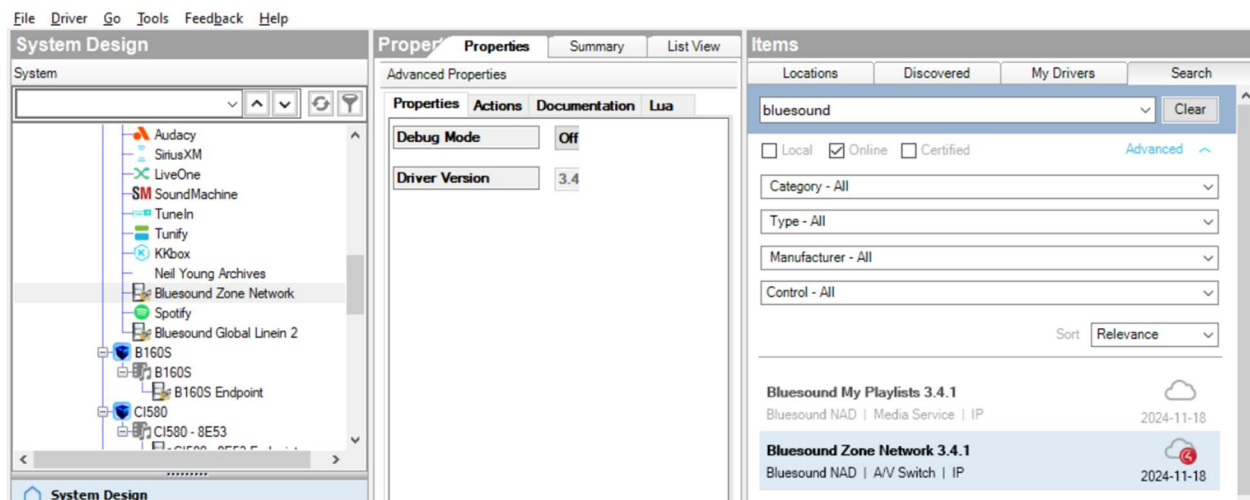 File Driver Go Tools Feedback Help
System Design
System
Audacy
SiriusXM
LiveOne
SM SoundMachine
TuneIn
Tunify
KKbox
Neil Young Archives
Bluesound Zone Network
Spotify
Bluesound Global Linein 2
B160S
B160S
B160S Endpoint
CI580
CI580 - 8E53
System Design
Properties Summary List View
Advanced Properties
Properties Actions Documentation Lua
Debug Mode Off
Driver Version 3.4
Items
Locations Discovered My Drivers Search
bluesound Clear
Local Online Certified Advanced
Category - All
Type - All
Manufacturer - All
Control - All
Sort Relevance
Bluesound My Playlists 3.4.1
Bluesound NAD | Media Service | IP 2024-11-18
Bluesound Zone Network 3.4.1
Bluesound NAD | A/V Switch | IP 2024-11-18